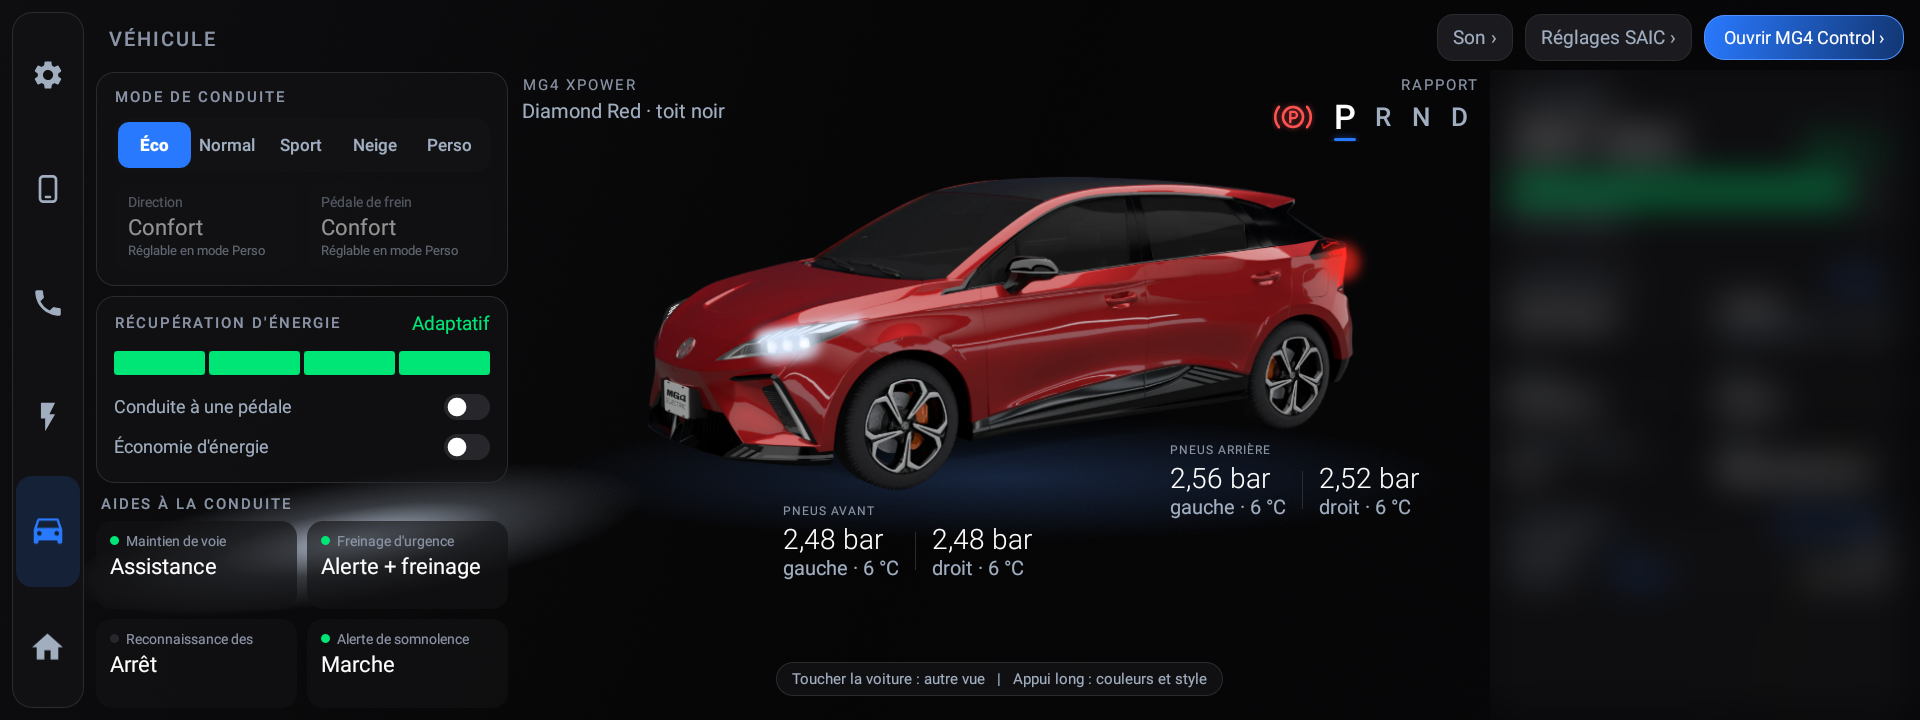 VÉHICULE
Son ›
Réglages SAIC ›
Ouvrir MG4 Control ›
MODE DE CONDUITE
Éco
Normal
Sport
Neige
Perso
Direction
Confort
Réglable en mode Perso
Pédale de frein
Confort
Réglable en mode Perso
RÉCUPÉRATION D'ÉNERGIE
Adaptatif
Conduite à une pédale
Économie d'énergie
AIDES À LA CONDUITE
Maintien de voie
Assistance
Freinage d'urgence
Alerte + freinage
Reconnaissance des
Arrêt
Alerte de somnolence
Marche
MG4 XPOWER
Diamond Red · toit noir
RAPPORT
P
P R N D
MG4
PNEUS ARRIÈRE
2,56 bar
gauche · 6 °C
2,52 bar
droit · 6 °C
PNEUS AVANT
2,48 bar
gauche · 6 °C
2,48 bar
droit · 6 °C
Toucher la voiture : autre vue | Appui long : couleurs et style